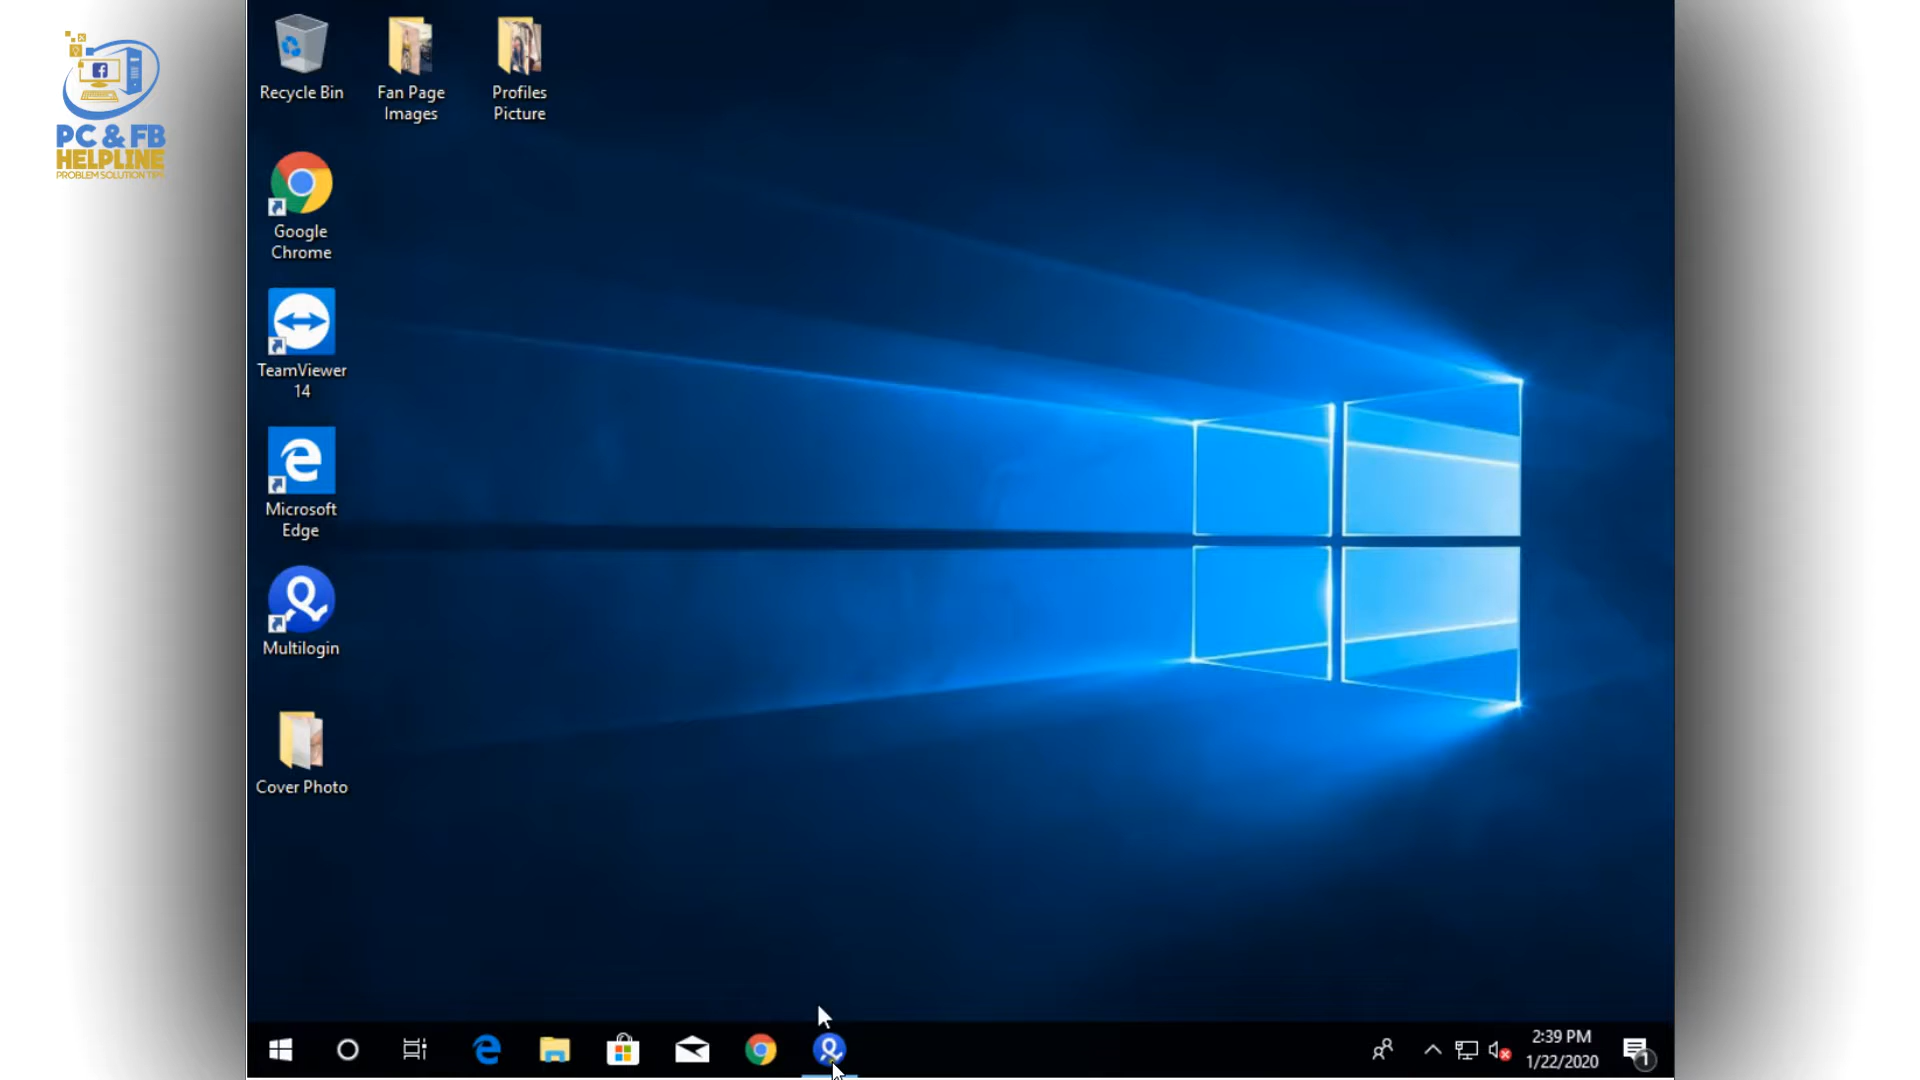 PC & FB
HELPLINE
PROBLEM SOLUTION TIPS
Recycle Bin
Fan Page
Images
Profiles
Picture
Google
Chrome
TeamViewer
14
Microsoft
Edge
Multilogin
Cover Photo
2:39 PM
1/22/2020
1